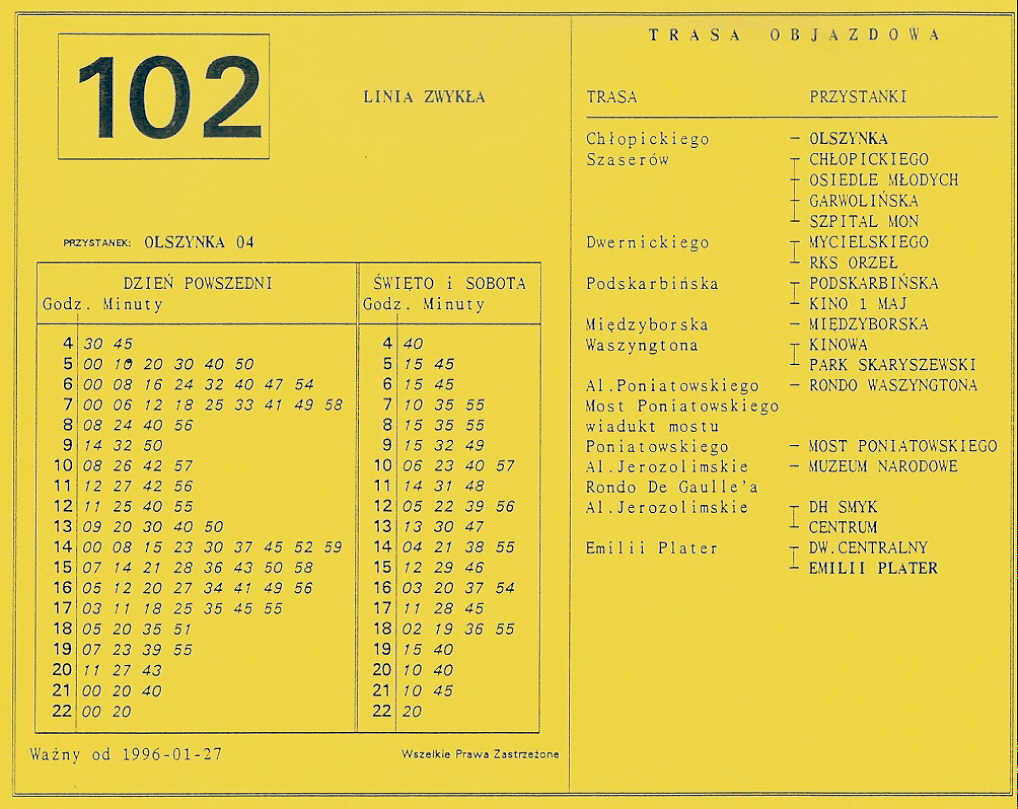 102
LINIA ZWYKŁA
PRZYSTANEK: OLSZYNKA 04
DZIEŃ POWSZEDNI
Godz. Minuty
4 30 45
5 00 10 20 30 40 50
6 00 08 16 24 32 40 47 54
7 00 06 12 18 25 33 41 49 58
8 08 24 40 56
9 14 32 50
10 08 26 42 57
11 12 27 42 56
12 11 25 40 55
13 09 20 30 40 50
14 00 08 15 23 30 37 45 52 59
15 07 14 21 28 36 43 50 58
16 05 12 20 27 34 41 49 56
17 03 11 18 25 35 45 55
18 05 20 35 51
19 07 23 39 55
20 11 27 43
21 00 20 40
22 00 20
ŚWIĘTO i SOBOTA
Godz. Minuty
4 40
5 15 45
6 15 45
7 10 35 55
8 15 35 55
9 15 32 49
10 06 23 40 57
11 14 31 48
12 05 22 39 56
13 13 30 47
14 04 21 38 55
15 12 29 46
16 03 20 37 54
17 11 28 45
18 02 19 36 55
19 15 40
20 10 40
21 10 45
22 20
Ważny od 1996-01-27
Wszelkie Prawa Zastrzeżone
TRASA OBJAZDOWA
TRASA PRZYSTANKI
Chłopickiego - OLSZYNKA
Szaserów CHŁOPICKIEGO
OSIEDLE MŁODYCH
GARWOLIŃSKA
SZPITAL MON
Dwernickiego MYCIELSKIEGO
RKS ORZEŁ
Podskarbińska PODSKARBIŃSKA
KINO 1 MAJ
Międzyborska - MIĘDZYBORSKA
Waszyngtona KINOWA
PARK SKARYSZEWSKI
Al.Poniatowskiego - RONDO WASZYNGTONA
Most Poniatowskiego
wiadukt mostu
Poniatowskiego - MOST PONIATOWSKIEGO
Al.Jerozolimskie - MUZEUM NARODOWE
Rondo De Gaulle'a
Al.Jerozolimskie DH SMYK
CENTRUM
Emilii Plater DW.CENTRALNY
EMILII PLATER